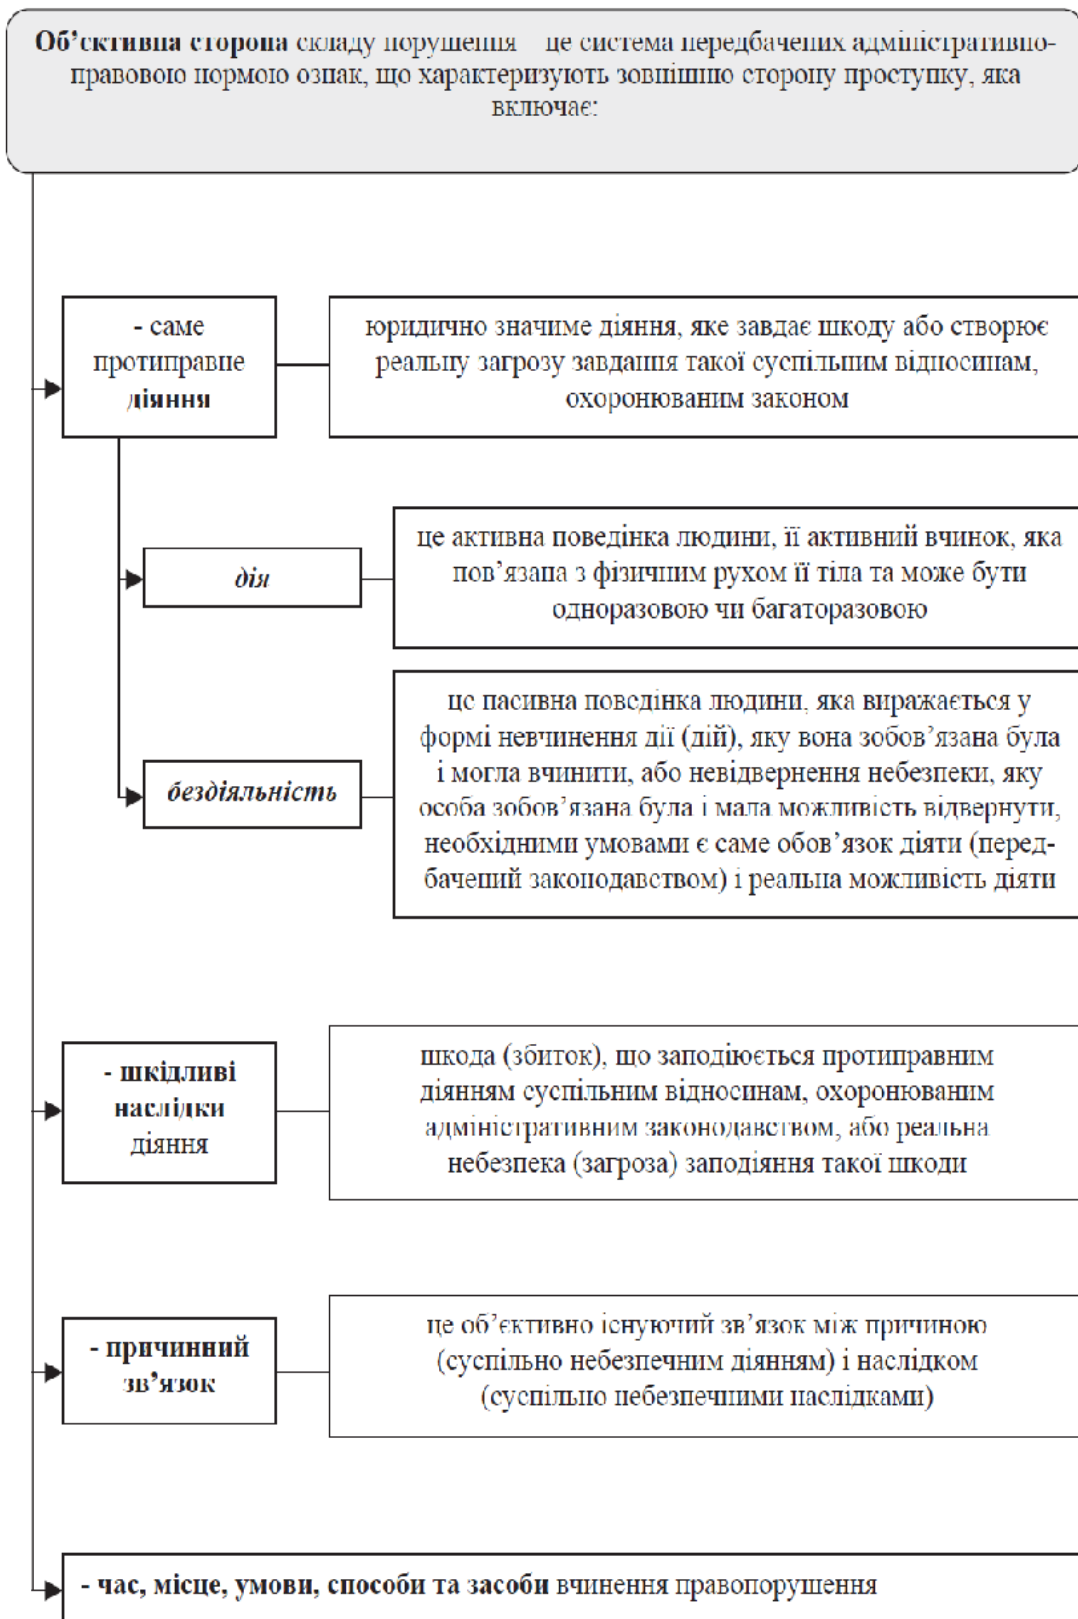 Об’єктивна сторона складу порушення – це система передбачених адміністративно-
правовою нормою ознак, що характеризують зовнішню сторону проступку, яка
включає:
- саме
протиправне
діяння
юридично значиме діяння, яке завдає шкоду або створює
реальну загрозу завдання такої суспільним відносинам,
охоронюваним законом
дія
це активна поведінка людини, її активний вчинок, яка
пов’язана з фізичним рухом її тіла та може бути
одноразовою чи багаторазовою
бездіяльність
це пасивна поведінка людини, яка виражається у
формі невчинення дії (дій), яку вона зобов’язана була
і могла вчинити, або невідвернення небезпеки, яку
особа зобов’язана була і мала можливість відвернути,
необхідними умовами є саме обов’язок діяти (перед-
бачений законодавством) і реальна можливість діяти
- шкідливі
наслідки
діяння
шкода (збиток), що заподіюється протиправним
діянням суспільним відносинам, охоронюваним
адміністративним законодавством, або реальна
небезпека (загроза) заподіяння такої шкоди
- причинний
зв’язок
це об’єктивно існуючий зв’язок між причиною
(суспільно небезпечним діянням) і наслідком
(суспільно небезпечними наслідками)
- час, місце, умови, способи та засоби вчинення правопорушення